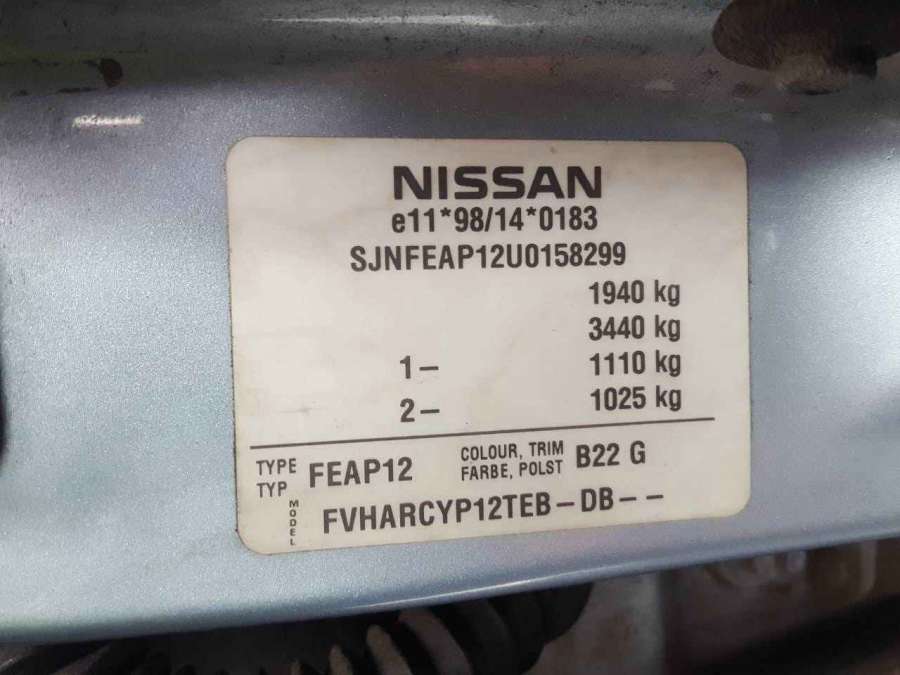 NISSAN
e11*98/14*0183
SJNFEAP12U0158299
1940 kg
3440 kg
1– 1110 kg
2– 1025 kg
TYPE
TYP FEAP12 COLOUR, TRIM
FARBE, POLST B22 G
MODEL FVHARCYP12TEB–DB––